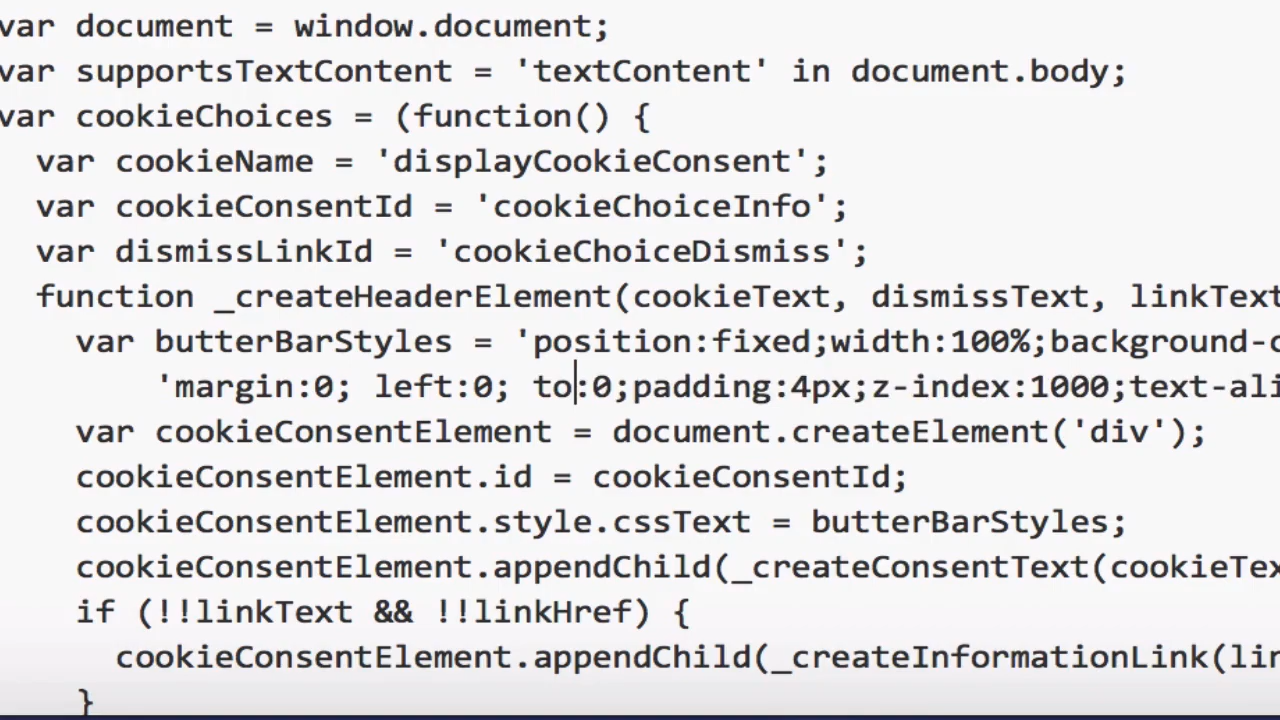 var document = window.document;
var supportsTextContent = 'textContent' in document.body;
var cookieChoices = (function() {
var cookieName = 'displayCookieConsent';
var cookieConsentId = 'cookieChoiceInfo';
var dismissLinkId = 'cookieChoiceDismiss';
function _createHeaderElement(cookieText, dismissText, linkText
var butterBarStyles = 'position:fixed;width:100%;background-c
'margin:0; left:0; to:0;padding:4px;z-index:1000;text-ali
var cookieConsentElement = document.createElement('div');
cookieConsentElement.id = cookieConsentId;
cookieConsentElement.style.cssText = butterBarStyles;
cookieConsentElement.appendChild(_createConsentText(cookieTex
if (!!linkText && !!linkHref) {
cookieConsentElement.appendChild(_createInformationLink(lin
}